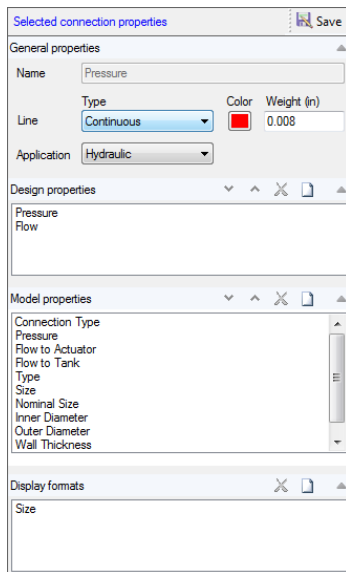 Selected connection properties
Save
General properties
Name Pressure
Type Color Weight (in)
Line Continuous 0.008
Application Hydraulic
Design properties
Pressure
Flow
Model properties
Connection Type
Pressure
Flow to Actuator
Flow to Tank
Type
Size
Nominal Size
Inner Diameter
Outer Diameter
Wall Thickness
Display formats
Size